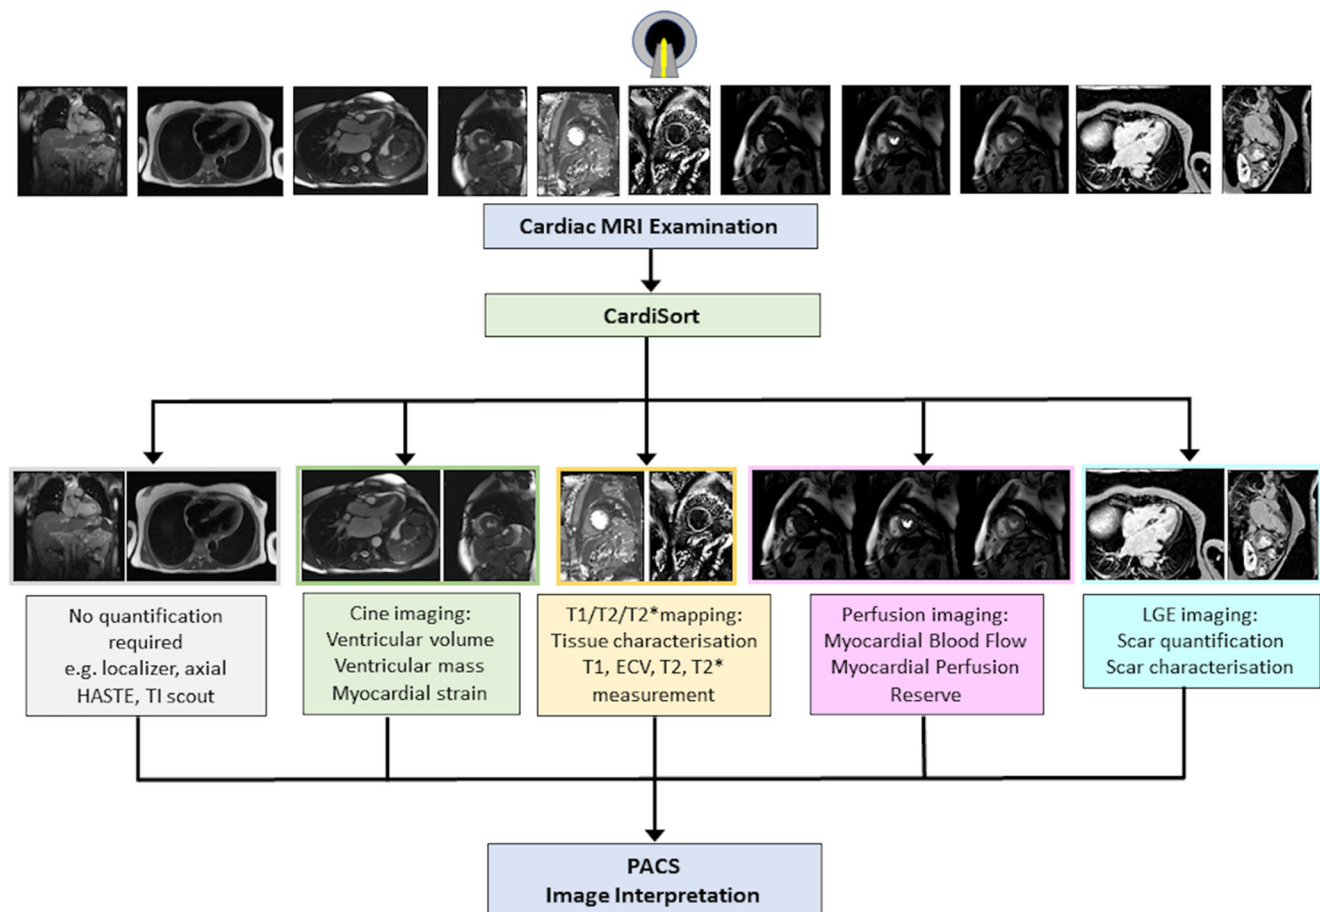 Cardiac MRI Examination
CardiSort
No quantification
required
e.g. localizer, axial
HASTE, TI scout
Cine imaging:
Ventricular volume
Ventricular mass
Myocardial strain
T1/T2/T2*mapping:
Tissue characterisation
T1, ECV, T2, T2*
measurement
Perfusion imaging:
Myocardial Blood Flow
Myocardial Perfusion
Reserve
LGE imaging:
Scar quantification
Scar characterisation
PACS
Image Interpretation